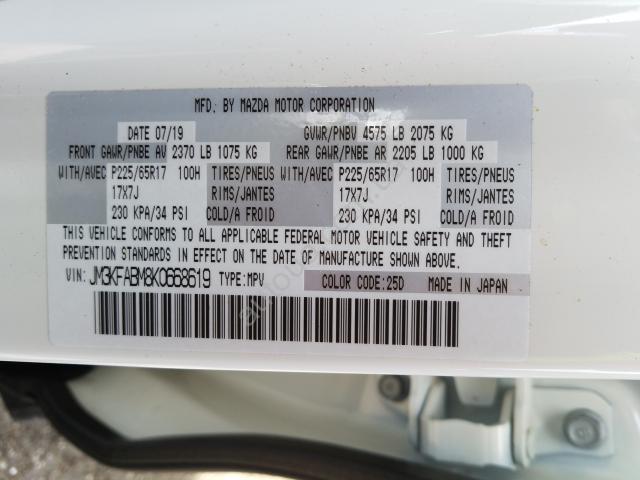 MFD. BY MAZDA MOTOR CORPORATION
DATE 07/19 GVWR/PNBV 4575 LB 2075 KG
FRONT GAWR/PNBE AV 2370 LB 1075 KG REAR GAWR/PNBE AR 2205 LB 1000 KG
WITH/AVEC P225/65R17 100H TIRES/PNEUS WITH/AVEC P225/65R17 100H TIRES/PNEUS
17X7J RIMS/JANTES 17X7J RIMS/JANTES
230 KPA/34 PSI COLD/A FROID 230 KPA/34 PSI COLD/A FROID
THIS VEHICLE CONFORMS TO ALL APPLICABLE FEDERAL MOTOR VEHICLE SAFETY AND THEFT
PREVENTION STANDARDS IN EFFECT ON THE DATE OF MANUFACTURE SHOWN ABOVE.
VIN: JM3KFABM8K0668619 TYPE:MPV COLOR CODE:25D MADE IN JAPAN